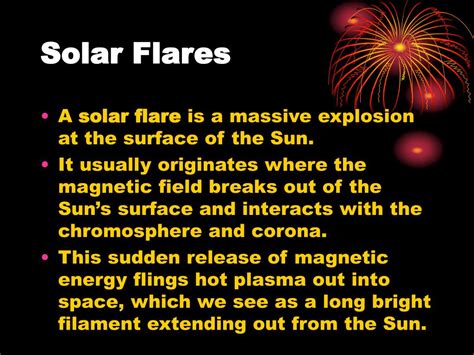 Solar Flares
• A solar flare is a massive explosion
at the surface of the Sun.
• It usually originates where the
magnetic field breaks out of the
Sun’s surface and interacts with the
chromosphere and corona.
• This sudden release of magnetic
energy flings hot plasma out into
space, which we see as a long bright
filament extending out from the Sun.